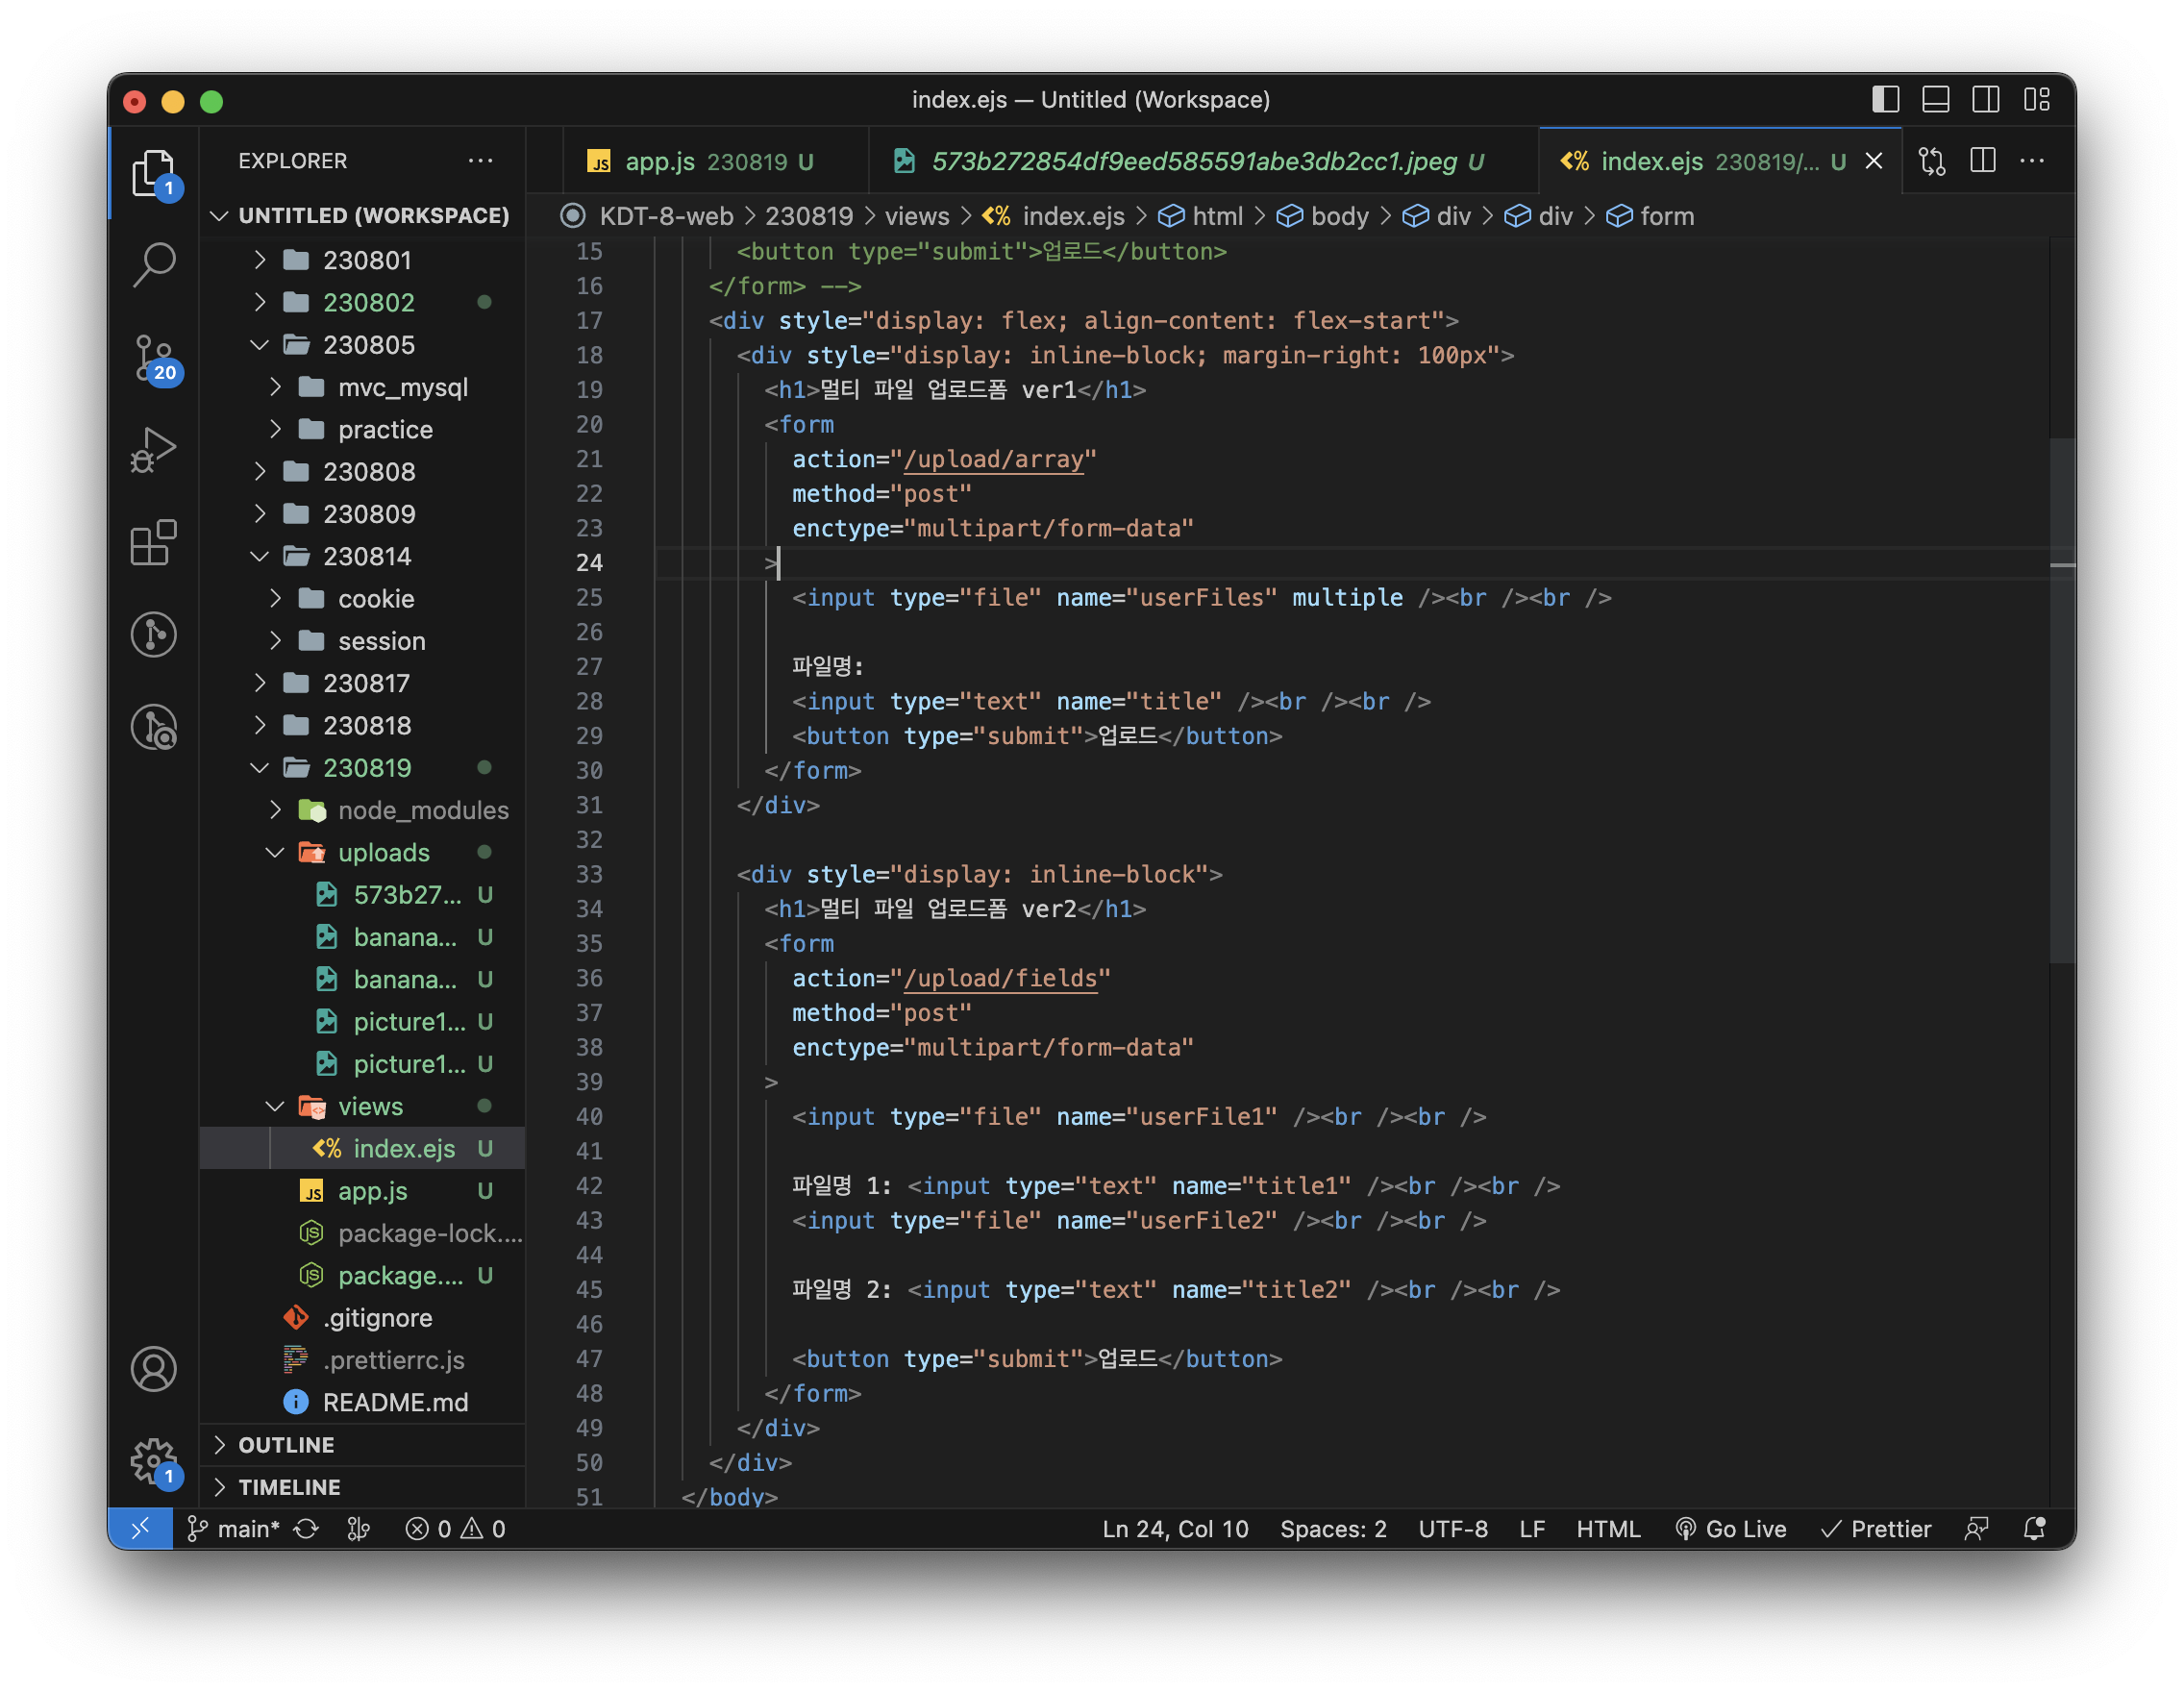 index.ejs — Untitled (Workspace)
EXPLORER
UNTITLED (WORKSPACE)
230801
230802
230805
mvc_mysql
practice
230808
230809
230814
cookie
session
230817
230818
230819
node_modules
uploads
573b27... U
banana... U
banana... U
picture1... U
picture1... U
views
index.ejs U
app.js U
package-lock....
package.... U
.gitignore
.prettierrc.js
README.md
OUTLINE
TIMELINE
1
20
1
app.js 230819 U
573b272854df9eed585591abe3db2cc1.jpeg U
index.ejs 230819/... U
KDT-8-web > 230819 > views > index.ejs > html > body > div > div > form
15 <button type="submit">업로드</button>
16 </form> -->
17 <div style="display: flex; align-content: flex-start">
18 <div style="display: inline-block; margin-right: 100px">
19 <h1>멀티 파일 업로드폼 ver1</h1>
20 <form
21 action="/upload/array"
22 method="post"
23 enctype="multipart/form-data"
24 >
25 <input type="file" name="userFiles" multiple /><br /><br />
26
27 파일명:
28 <input type="text" name="title" /><br /><br />
29 <button type="submit">업로드</button>
30 </form>
31 </div>
32
33 <div style="display: inline-block">
34 <h1>멀티 파일 업로드폼 ver2</h1>
35 <form
36 action="/upload/fields"
37 method="post"
38 enctype="multipart/form-data"
39 >
40 <input type="file" name="userFile1" /><br /><br />
41
42 파일명 1: <input type="text" name="title1" /><br /><br />
43 <input type="file" name="userFile2" /><br /><br />
44
45 파일명 2: <input type="text" name="title2" /><br /><br />
46
47 <button type="submit">업로드</button>
48 </form>
49 </div>
50 </div>
51 </body>
main* 0 0 Ln 24, Col 10 Spaces: 2 UTF-8 LF HTML Go Live Prettier